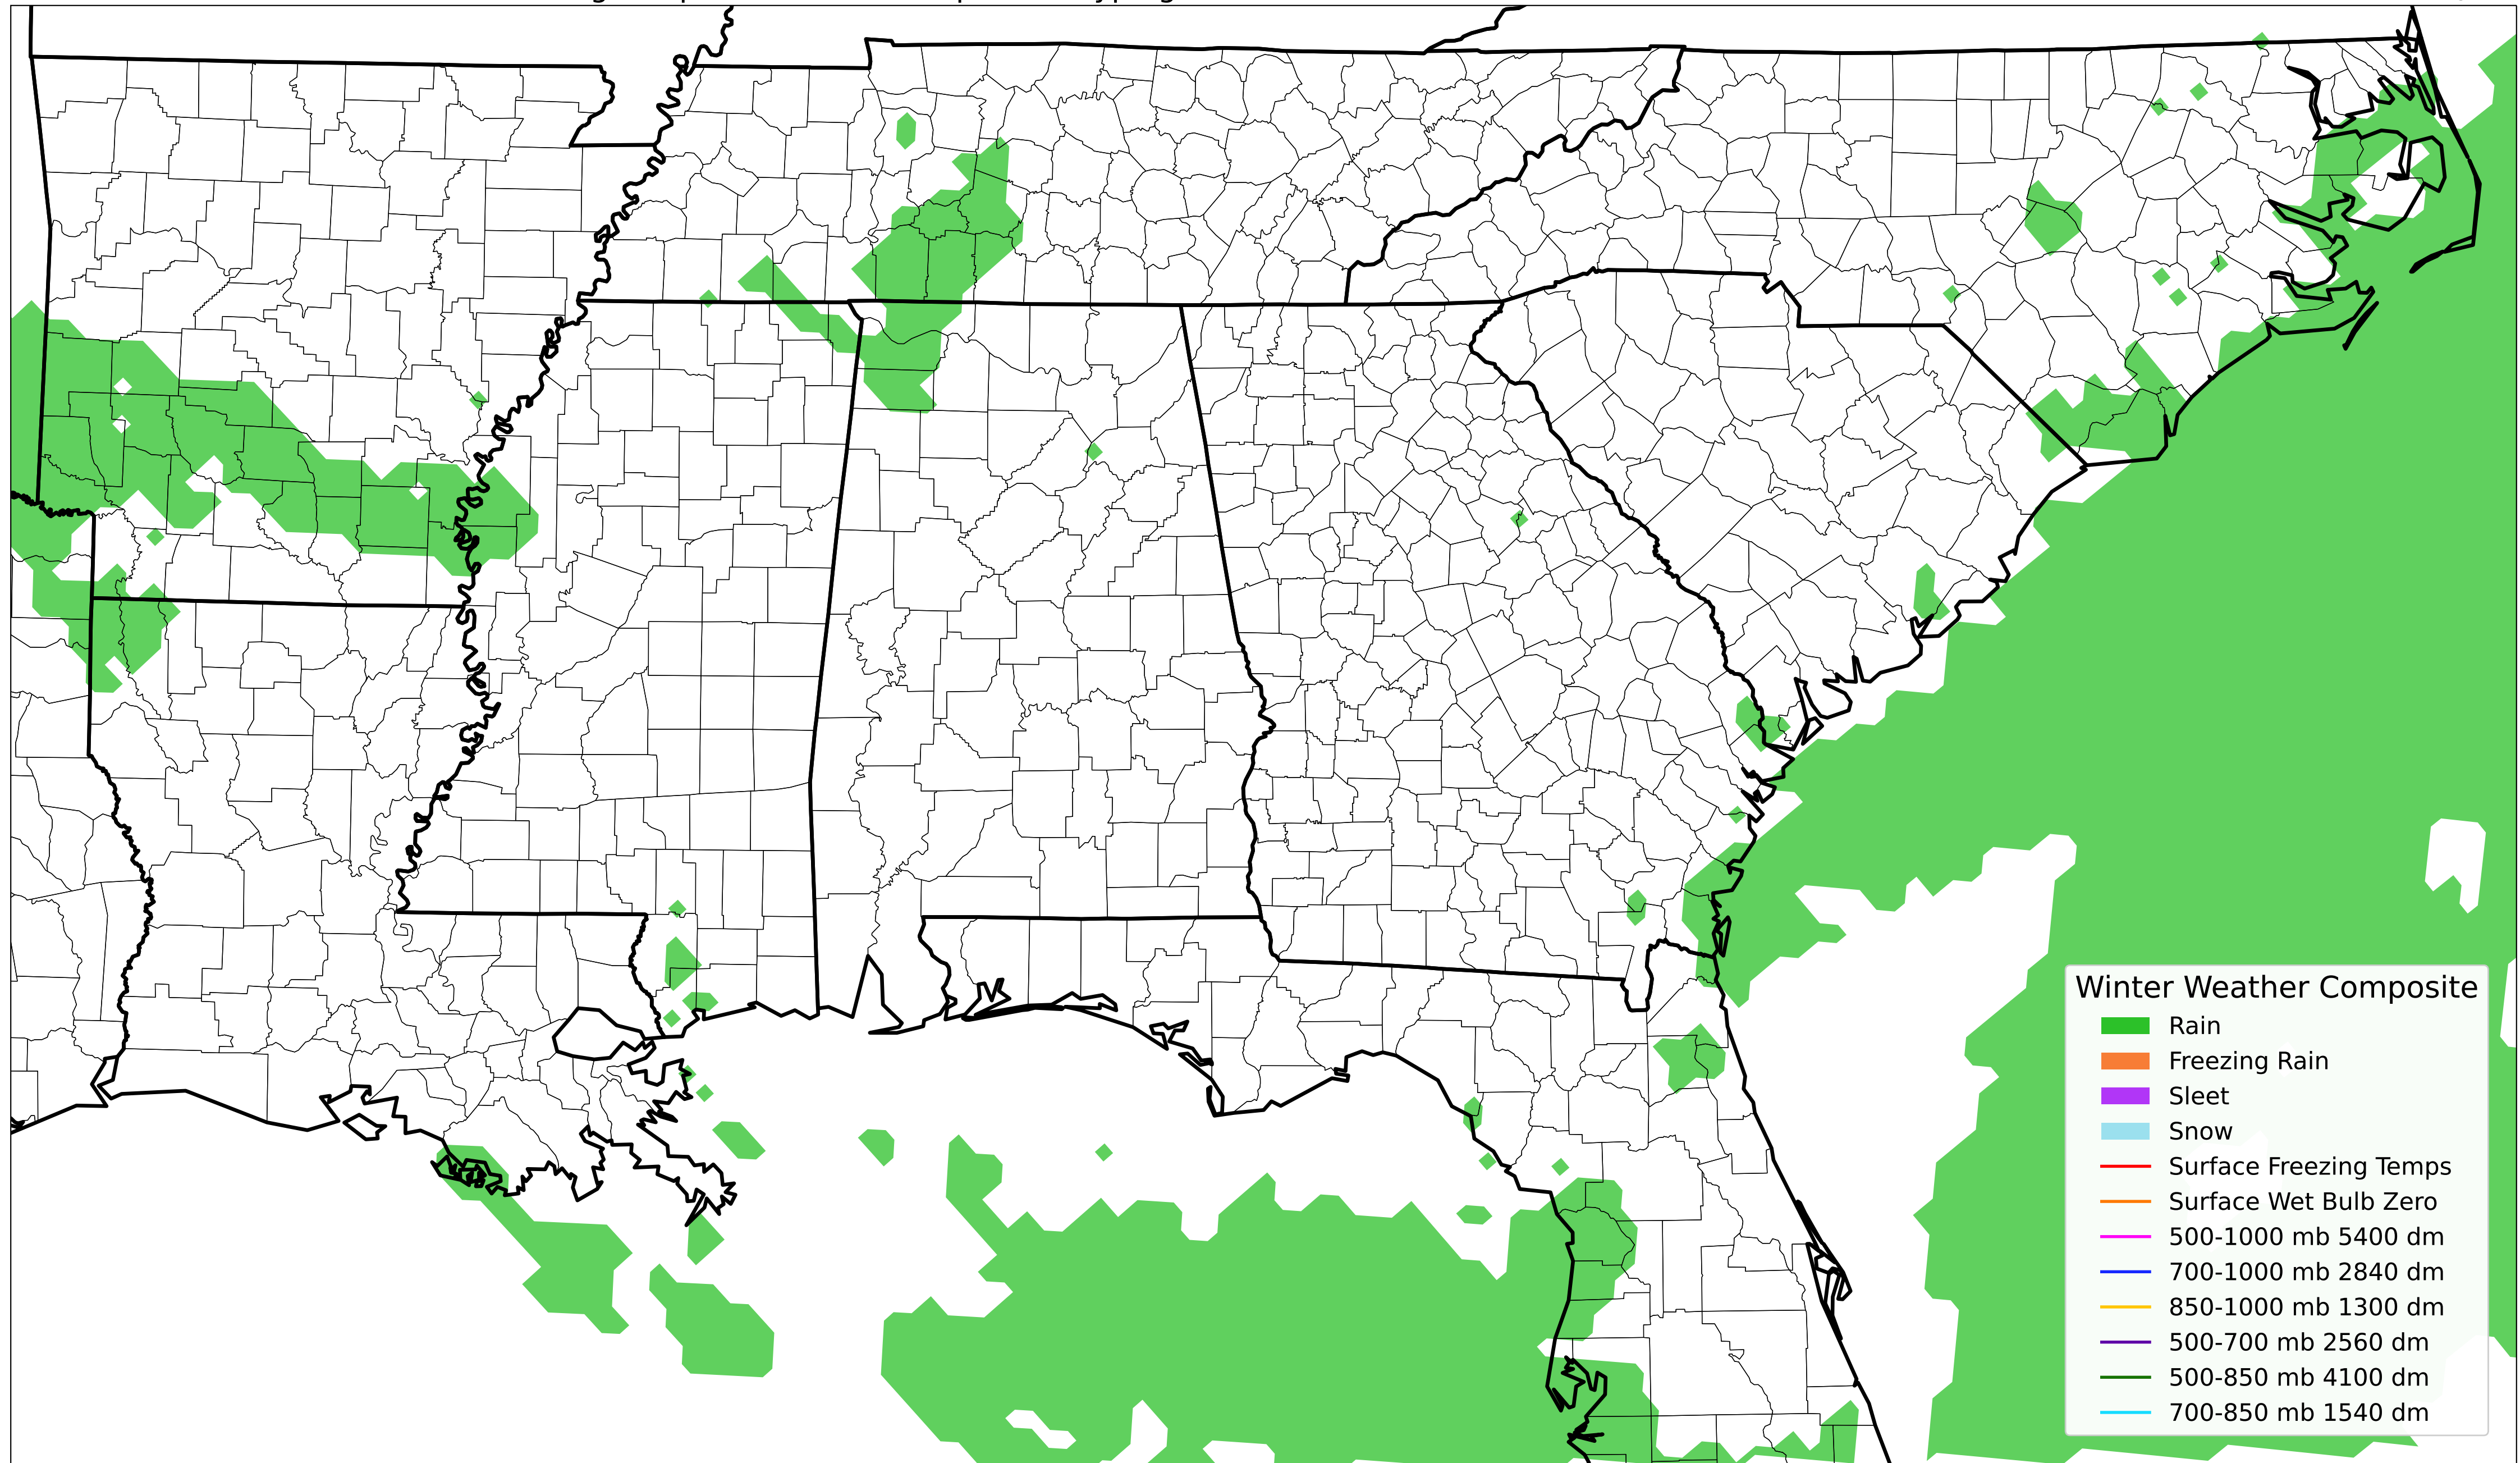 Winter Weather Composite
Rain
Freezing Rain
Sleet
Snow
Surface Freezing Temps
Surface Wet Bulb Zero
500-1000 mb 5400 dm
700-1000 mb 2840 dm
850-1000 mb 1300 dm
500-700 mb 2560 dm
500-850 mb 4100 dm
700-850 mb 1540 dm